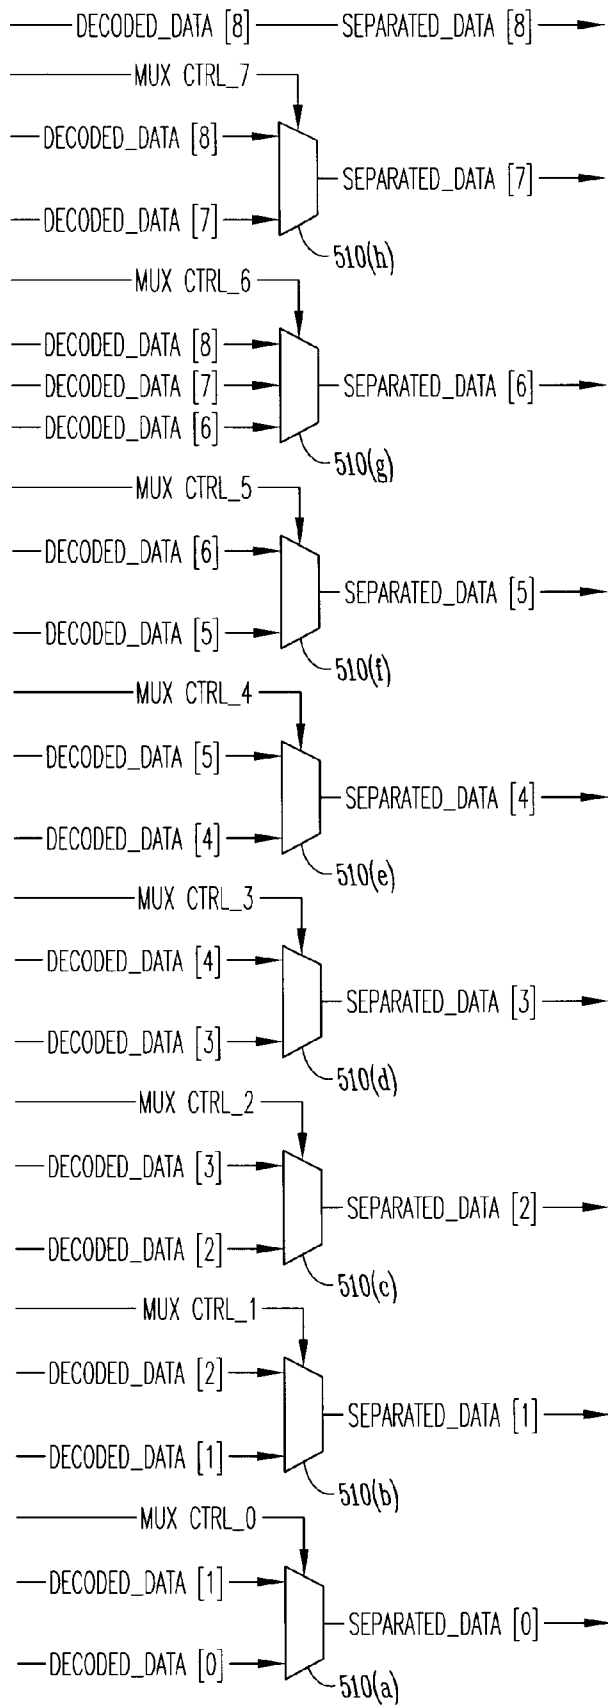 DECODED_DATA [8] SEPARATED_DATA [8]
MUX CTRL_7
DECODED_DATA [8]
SEPARATED_DATA [7]
DECODED_DATA [7]
510(h)
MUX CTRL_6
DECODED_DATA [8]
DECODED_DATA [7] SEPARATED_DATA [6]
DECODED_DATA [6]
510(g)
MUX CTRL_5
DECODED_DATA [6]
SEPARATED_DATA [5]
DECODED_DATA [5]
510(f)
MUX CTRL_4
DECODED_DATA [5]
SEPARATED_DATA [4]
DECODED_DATA [4]
510(e)
MUX CTRL_3
DECODED_DATA [4]
SEPARATED_DATA [3]
DECODED_DATA [3]
510(d)
MUX CTRL_2
DECODED_DATA [3]
SEPARATED_DATA [2]
DECODED_DATA [2]
510(c)
MUX CTRL_1
DECODED_DATA [2]
SEPARATED_DATA [1]
DECODED_DATA [1]
510(b)
MUX CTRL_0
DECODED_DATA [1]
SEPARATED_DATA [0]
DECODED_DATA [0]
510(a)